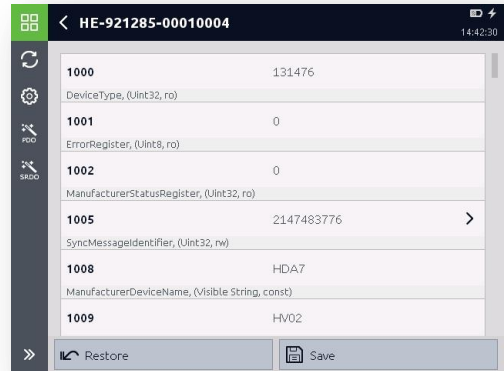 HE-921285-00010004
14:42:30
1000 131476
DeviceType, (Uint32, ro)
1001 0
ErrorRegister, (Uint8, ro)
1002 0
ManufacturerStatusRegister, (Uint32, ro)
1005 2147483776
SyncMessageIdentifier, (Uint32, rw)
1008 HDA7
ManufacturerDeviceName, (Visible String, const)
1009 HV02
PDO
SRDO
Restore Save